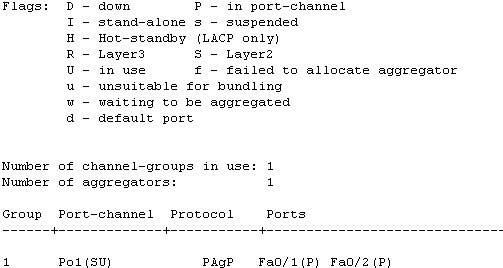 Flags:  D - down        P - in port-channel
        I - stand-alone s - suspended
        H - Hot-standby (LACP only)
        R - Layer3      S - Layer2
        U - in use      f - failed to allocate aggregator
        u - unsuitable for bundling
        w - waiting to be aggregated
        d - default port
Number of channel-groups in use: 1
Number of aggregators:           1
Group  Port-channel  Protocol    Ports
------+-------------+-----------+--------------------------------
1      Po1(SU)           PAgP   Fa0/1(P) Fa0/2(P)